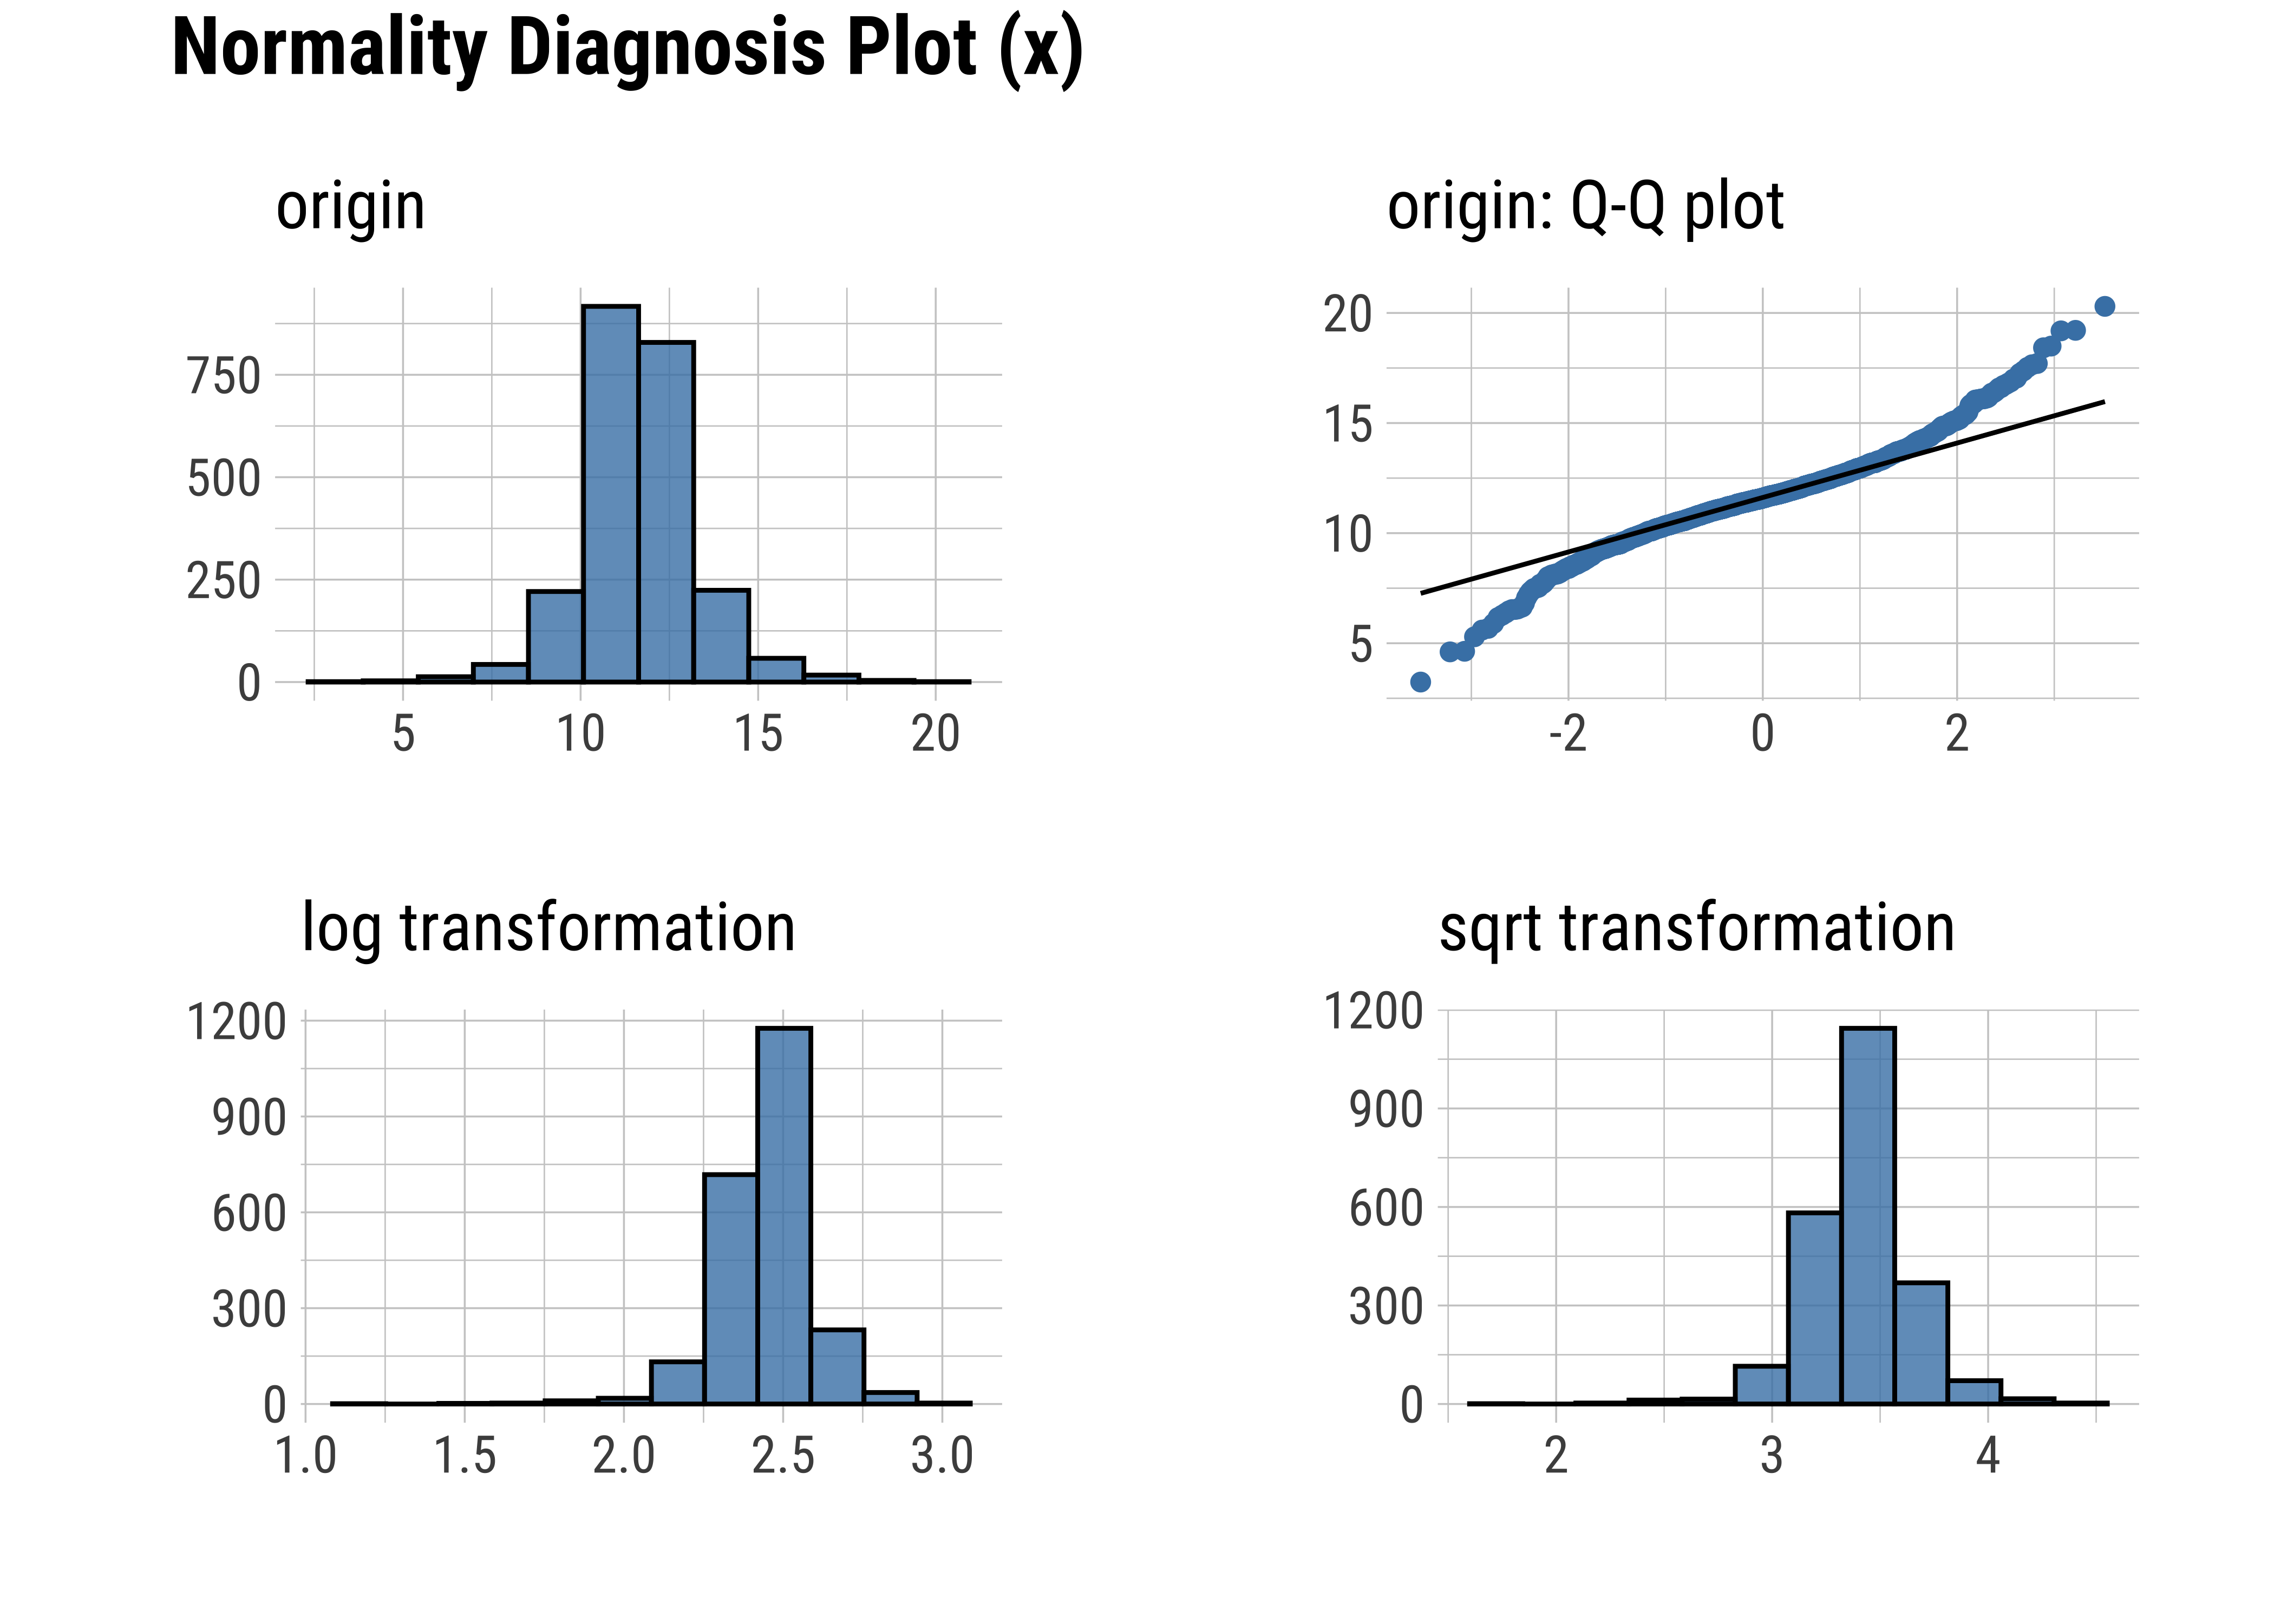 Normality Diagnosis Plot (x)
origin
750
500
250
0
5 10 15 20
origin: Q-Q plot
20
15
10
5
-2 0 2
log transformation
1200
900
600
300
0
1.0 1.5 2.0 2.5 3.0
sqrt transformation
1200
900
600
300
0
2 3 4